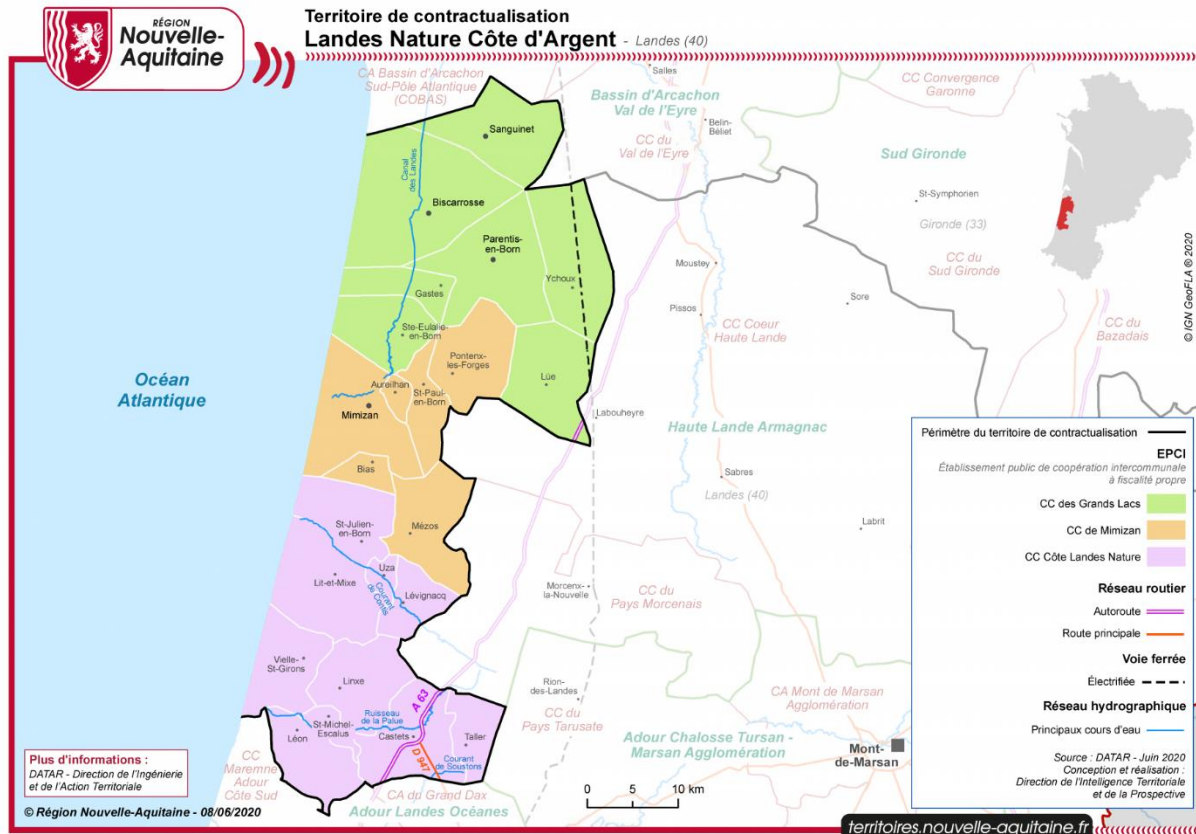 RÉGION
Nouvelle-
Aquitaine
Territoire de contractualisation
Landes Nature Côte d'Argent - Landes (40)
CA Bassin d'Arcachon
Sud-Pôle Atlantique
(COBAS)
Salles
Bassin d'Arcachon
Val de l'Eyre
CC Convergence
Garonne
Belin-
Béliet
CC du
Val de l'Eyre
Sud Gironde
Sanguinet
Canal
des Landes
Biscarrosse
St-Symphorien
Gironde (33)
Parentis-
en-Born
CC du
Sud Gironde
Moustey
Ychoux
Gastes
Pissos
Sore
Ste-Eulalie-
en-Born
CC Coeur
Haute Lande
CC du
Bazadais
© IGN GeoFLA ® 2020
Pontenx-
les-Forges
Océan
Atlantique
Aureilhan
St-Paul-
en-Born
Lüe
Mimizan
Labouheyre
Haute Lande Armagnac
Bias
Sabres
Landes (40)
Mézos
St-Julien-
en-Born
Labrit
Uza
Lit-et-Mixe
Courant
de Contis
Lévignacq
Morcenx-
la-Nouvelle
CC du
Pays Morcenais
Vielle-
St-Girons
Linxe
Rion-
des-Landes
CA Mont de Marsan
Agglomération
A 63
Ruisseau
de la Palue
St-Michel-
Escalus
Léon
Castets
Taller
CC du
Pays Tarusate
Adour Chalosse Tursan -
Marsan Agglomération
Mont-
de-Marsan
D 947
Courant
de Soustons
CC
Maremne
Adour
Côte Sud
CA du Grand Dax
Adour Landes Océanes
0 5 10 km
Périmètre du territoire de contractualisation
EPCI
Établissement public de coopération intercommunale
à fiscalité propre
CC des Grands Lacs
CC de Mimizan
CC Côte Landes Nature
Réseau routier
Autoroute
Route principale
Voie ferrée
Électrifiée
Réseau hydrographique
Principaux cours d'eau
Source : DATAR - Juin 2020
Conception et réalisation :
Direction de l'Intelligence Territoriale
et de la Prospective
Plus d'informations :
DATAR - Direction de l'Ingénierie
et de l'Action Territoriale
© Région Nouvelle-Aquitaine - 08/06/2020
territoires.nouvelle-aquitaine.fr